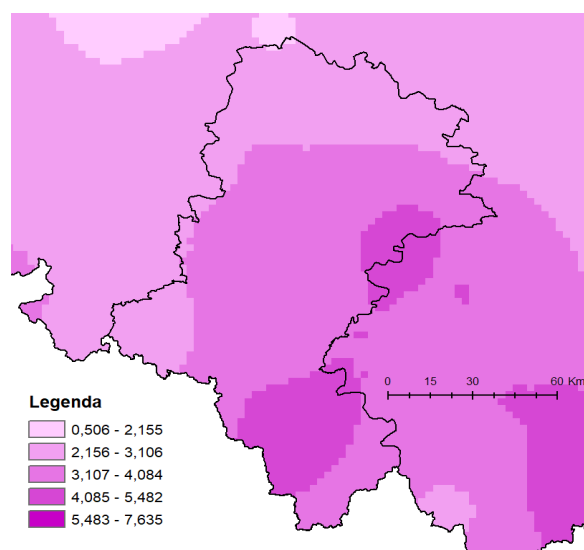 0 15 30 60 Km
Legenda
0,506 - 2,155
2,156 - 3,106
3,107 - 4,084
4,085 - 5,482
5,483 - 7,635